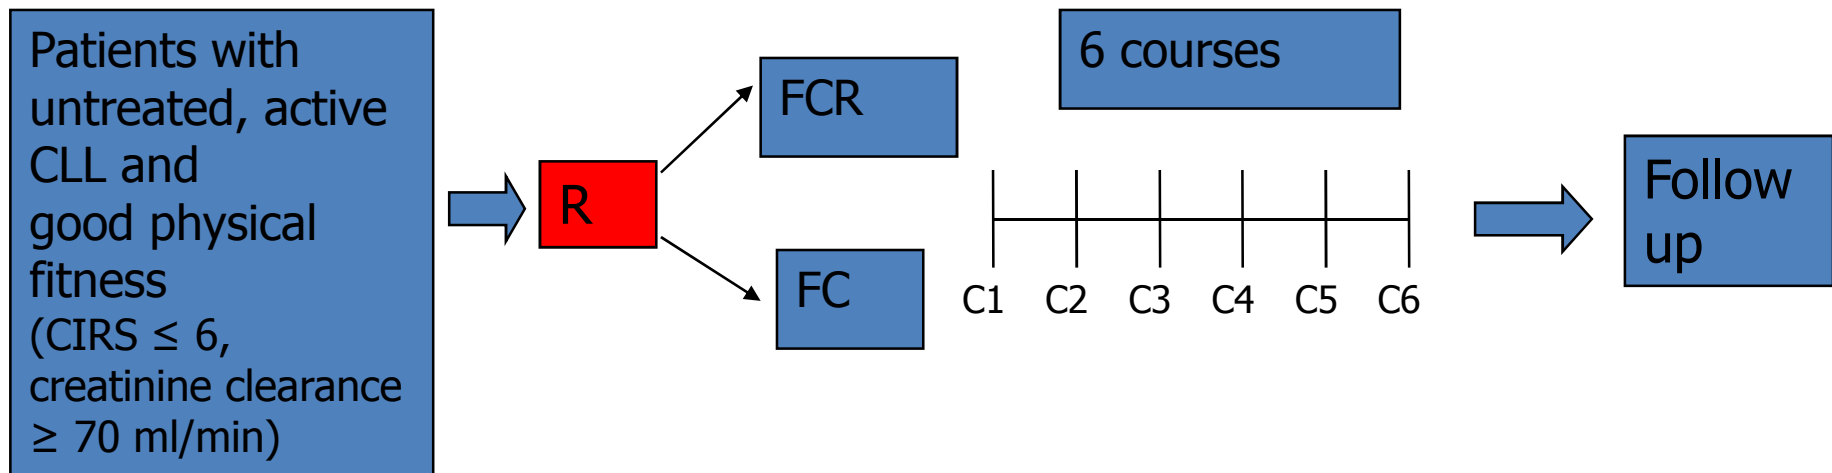 Patients with
untreated, active
CLL and
good physical
fitness
(CIRS ≤ 6,
creatinine clearance
≥ 70 ml/min)
R
FCR
FC
6 courses
C1 C2 C3 C4 C5 C6
Follow
up